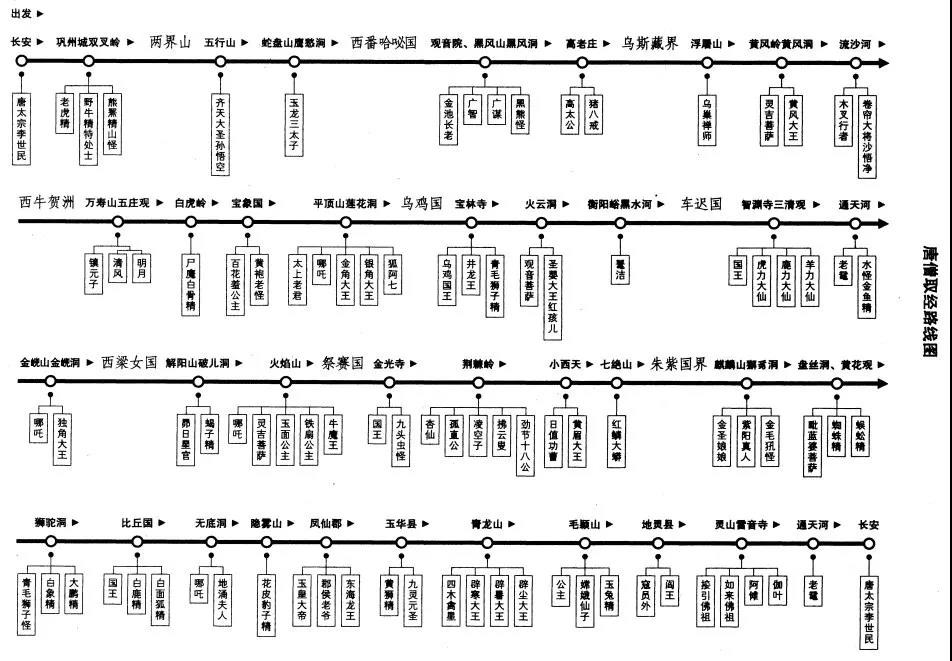 出发
长安 巩州城双叉岭 两界山 五行山 蛇盘山鹰愁涧 西番哈咇国 观音院、黑风山黑风洞 高老庄 乌斯藏界 浮屠山 黄风岭黄风洞 流沙河
唐太宗李世民
老虎精
野牛精特处士
熊罴精山怪
齐天大圣孙悟空
玉龙三太子
金池长老
广智
广谋
黑熊怪
高太公
猪八戒
乌巢禅师
灵吉菩萨
黄风大王
木叉行者
卷帘大将沙悟净
西牛贺洲 万寿山五庄观 白虎岭 宝象国 平顶山莲花洞 乌鸡国 宝林寺 火云洞 衡阳峪黑水河 车迟国 智渊寺三清观 通天河
镇元子
清风
明月
尸魔白骨精
百花羞公主
黄袍老怪
太上老君
哪吒
金角大王
银角大王
狐阿七
乌鸡国王
井龙王
青毛狮子精
观音菩萨
圣婴大王红孩儿
鼍洁
国王
虎力大仙
鹿力大仙
羊力大仙
老鼋
水怪金鱼精
唐僧取经路线图
金𡷗山金𡷗洞 西梁女国 解阳山破儿洞 火焰山 祭赛国 金光寺 荆棘岭 小西天 七绝山 朱紫国界 麒麟山獬豸洞 盘丝洞、黄花观
哪吒
独角大王
昴日星官
蝎子精
哪吒
灵吉菩萨
玉面公主
铁扇公主
牛魔王
国王
九头虫怪
杏仙
孤直公
凌空子
拂云叟
劲节十八公
日值功曹
黄眉大王
红鳞大蟒
金圣娘娘
紫阳真人
金毛犼怪
毗蓝婆菩萨
蜘蛛精
蜈蚣精
狮驼洞 比丘国 无底洞 隐雾山 凤仙郡 玉华县 青龙山 毛颖山 地灵县 灵山雷音寺 通天河 长安
青毛狮子怪
白象精
大鹏精
国王
白鹿精
白面狐精
哪吒
地涌夫人
花皮豹子精
玉皇大帝
郡侯老爷
东海龙王
黄狮精
九灵元圣
四木禽星
辟寒大王
辟暑大王
辟尘大王
公主
嫦娥仙子
玉兔精
寇员外
阎王
接引佛祖
如来佛祖
阿傩
伽叶
老鼋
唐太宗李世民